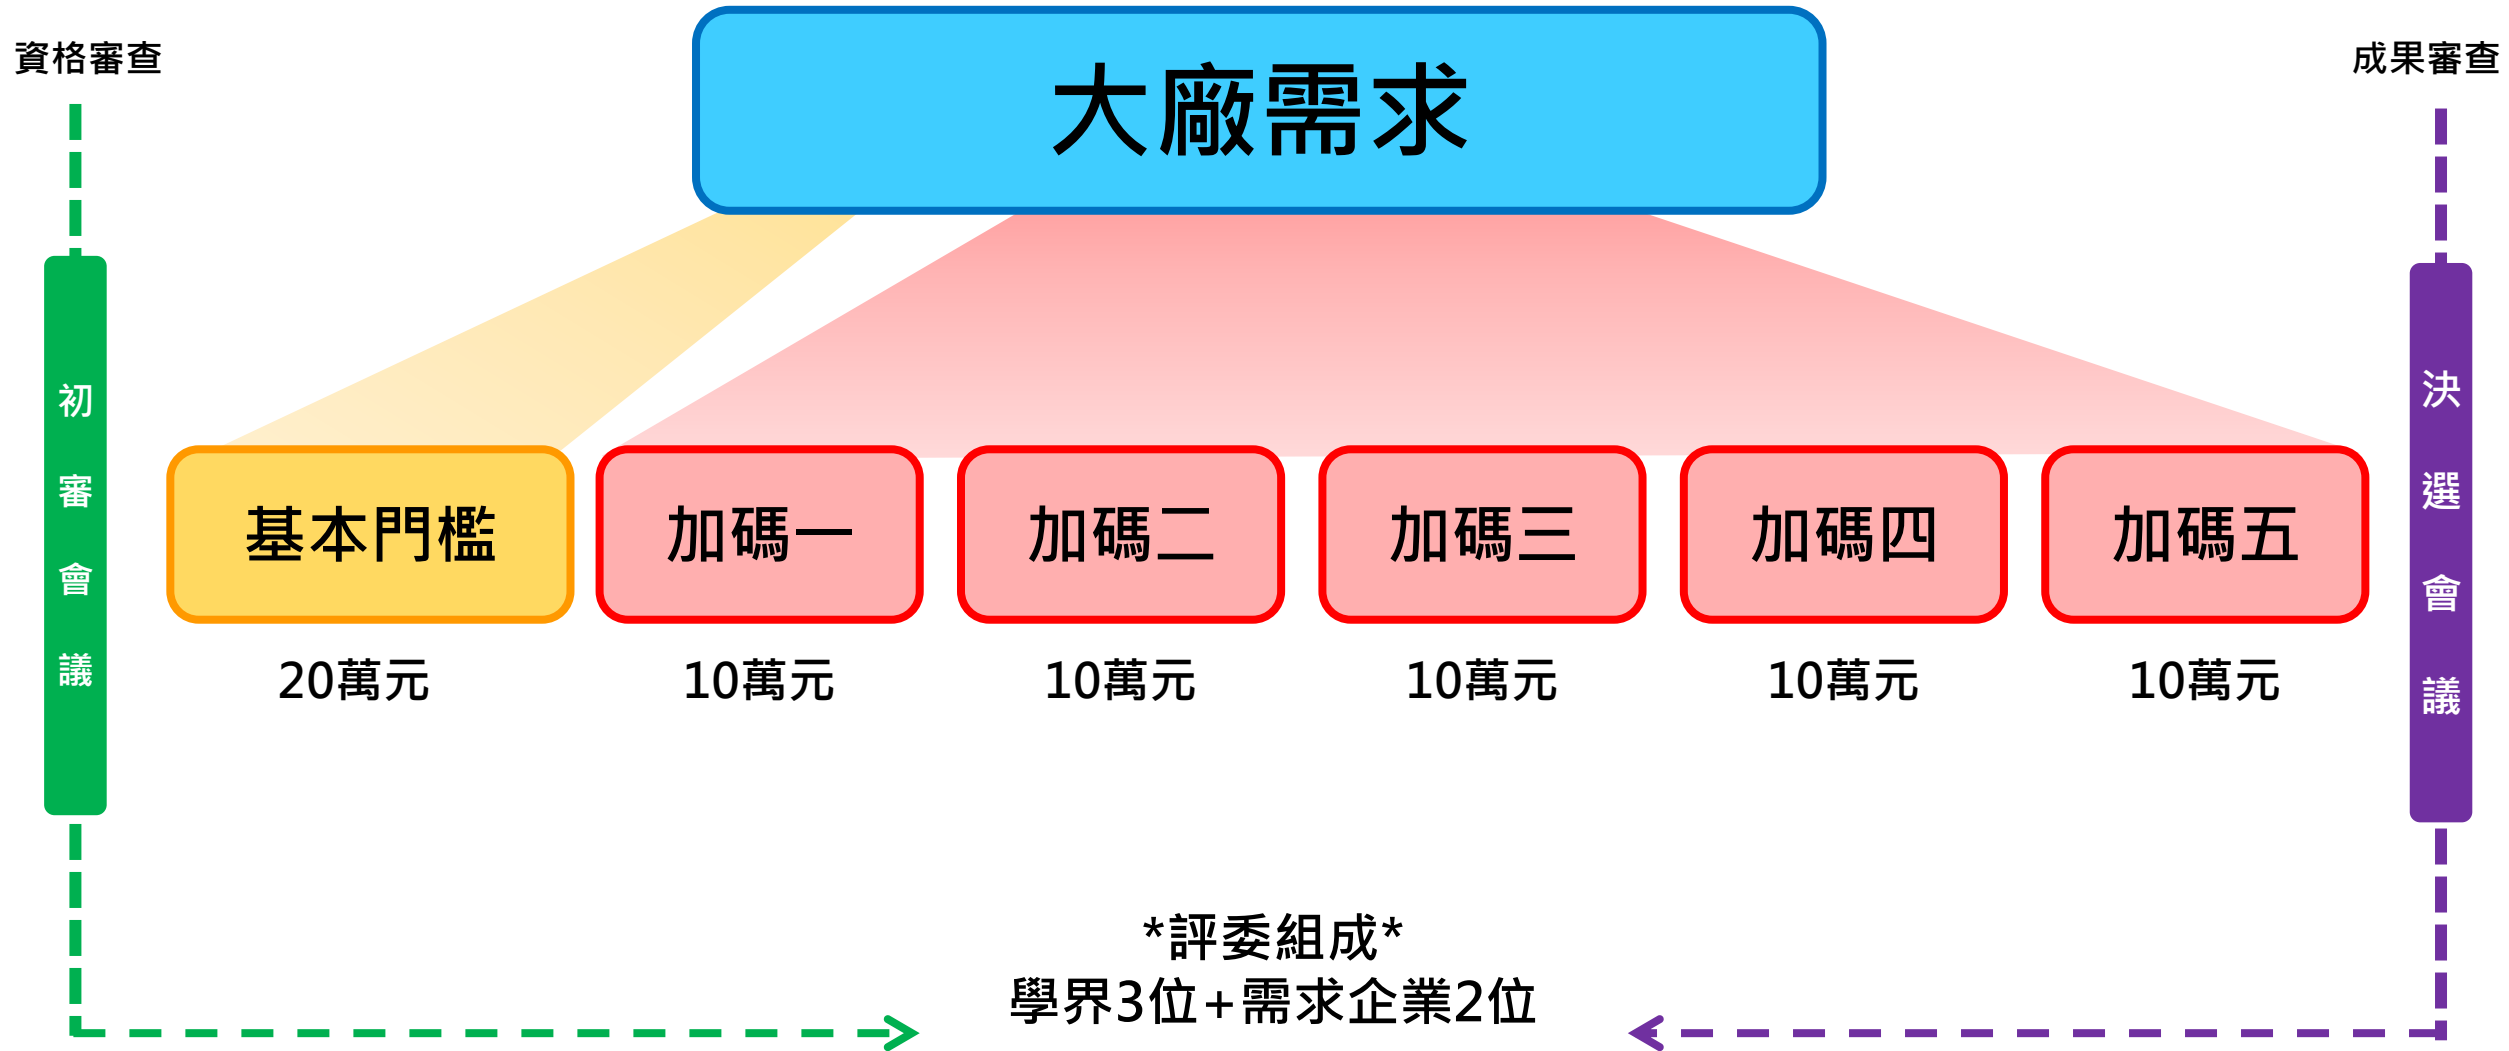 資格審查
大廠需求
成果審查
初審會議
決選會議
基本門檻
加碼一
加碼二
加碼三
加碼四
加碼五
20萬元
10萬元
10萬元
10萬元
10萬元
10萬元
*評委組成*
學界3位+需求企業2位